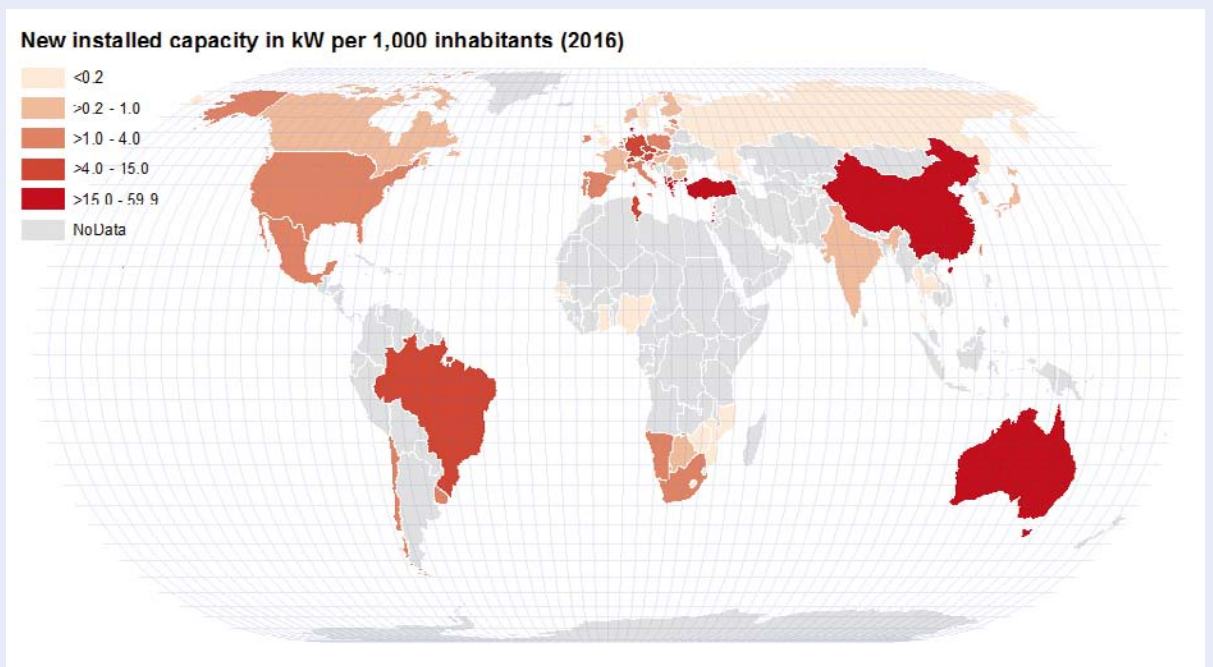 New installed capacity in kW per 1,000 inhabitants (2016)
<0.2
>0.2 - 1.0
>1.0 - 4.0
>4.0 - 15.0
>15.0 - 59.9
NoData